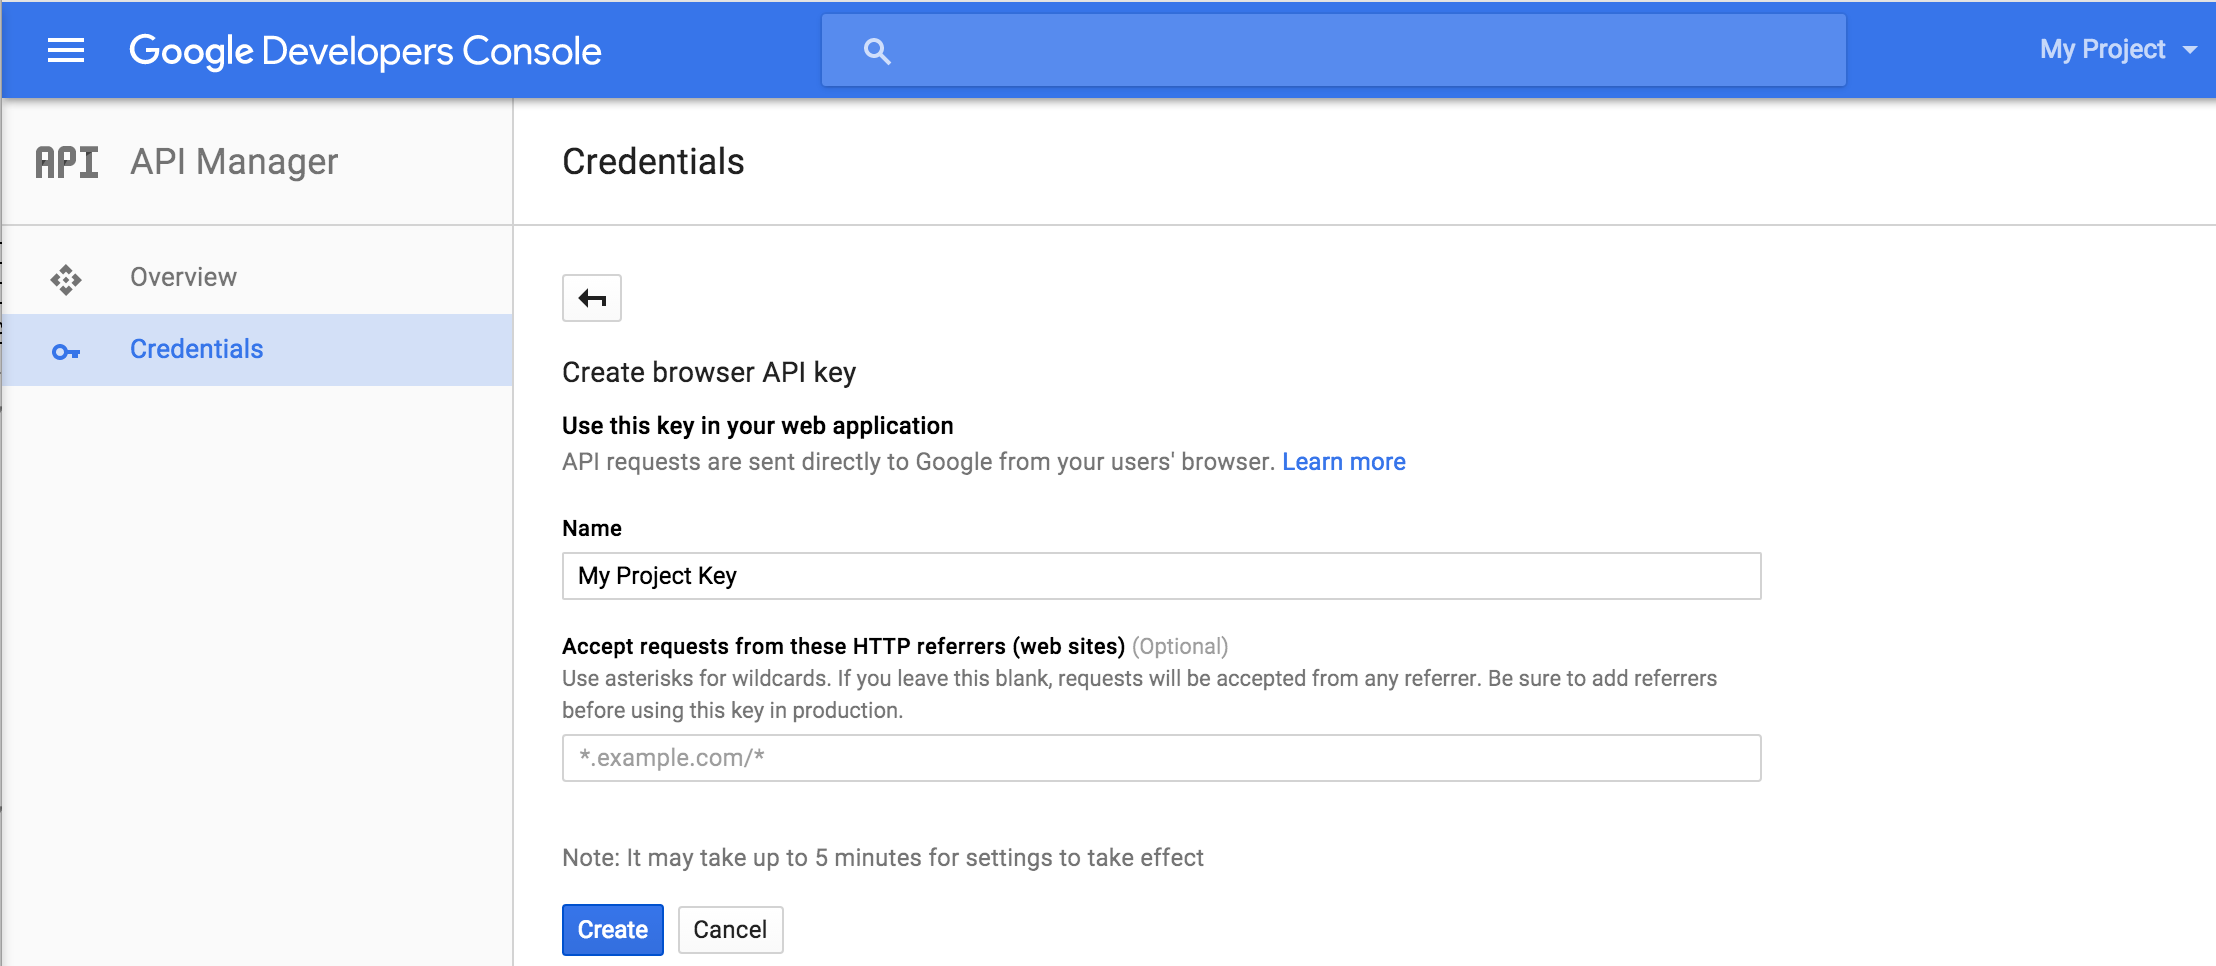 Google Developers Console
My Project
API API Manager
Credentials
Overview
Credentials
Create browser API key
Use this key in your web application
API requests are sent directly to Google from your users' browser. Learn more
Name
My Project Key
Accept requests from these HTTP referrers (web sites) (Optional)
Use asterisks for wildcards. If you leave this blank, requests will be accepted from any referrer. Be sure to add referrers
before using this key in production.
*.example.com/*
Note: It may take up to 5 minutes for settings to take effect
Create Cancel